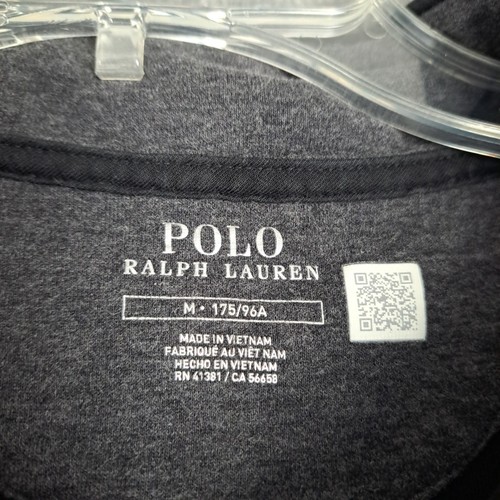 POLO
RALPH LAUREN
M • 175/96A
MADE IN VIETNAM
FABRIQUÉ AU VIÊT NAM
HECHO EN VIETNAM
RN 41381 / CA 56658